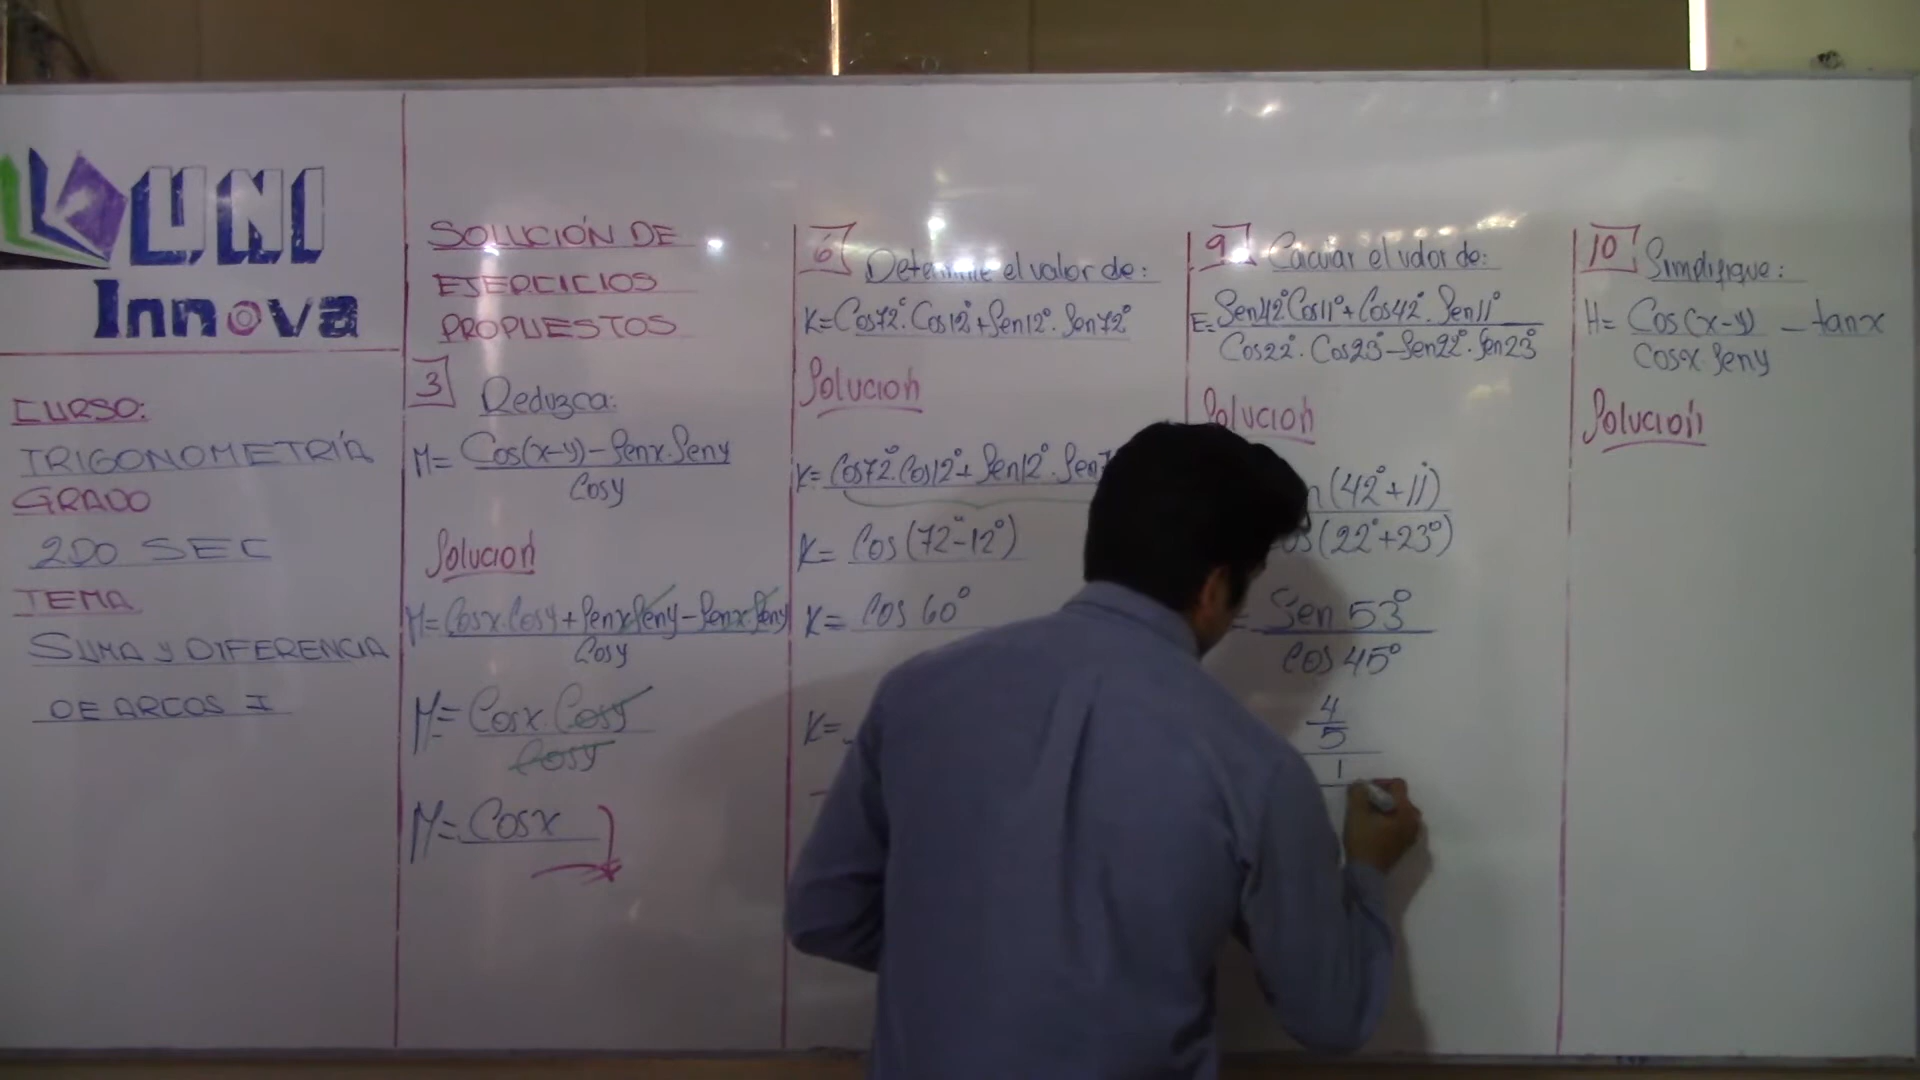 UNI
Innova
CURSO:
TRIGONOMETRÍA
GRADO
2DO SEC
TEMA
SUMA Y DIFERENCIA
DE ARCOS I
SOLUCIÓN DE
EJERCICIOS
PROPUESTOS
3 Reduzca:
M= Cos(x-y) - Senx.Seny
Cosy
Solución
M= Cosx.Cosy + Senx Seny - Senx.Seny
Cosy
M= Cosx Cosy
Cosy
M= Cosx
6 Determine el valor de:
K= Cos72°.Cos12° + Sen12°.Sen72°
Solución
K= Cos72°.Cos12° + Sen12°.Sen7
K= Cos(72°-12°)
K= Cos 60°
K=
9 Cacular el valor de:
E= Sen42°Cos11° + Cos42°.Sen11°
Cos22°.Cos23° - Sen22°.Sen23°
Solución
n(42°+11°)
os(22°+23°)
= Sen 53°
Cos 45°
4
5
1
10 Simplifique:
H= Cos(x-y) - tanx
Cosx.Seny
Solución